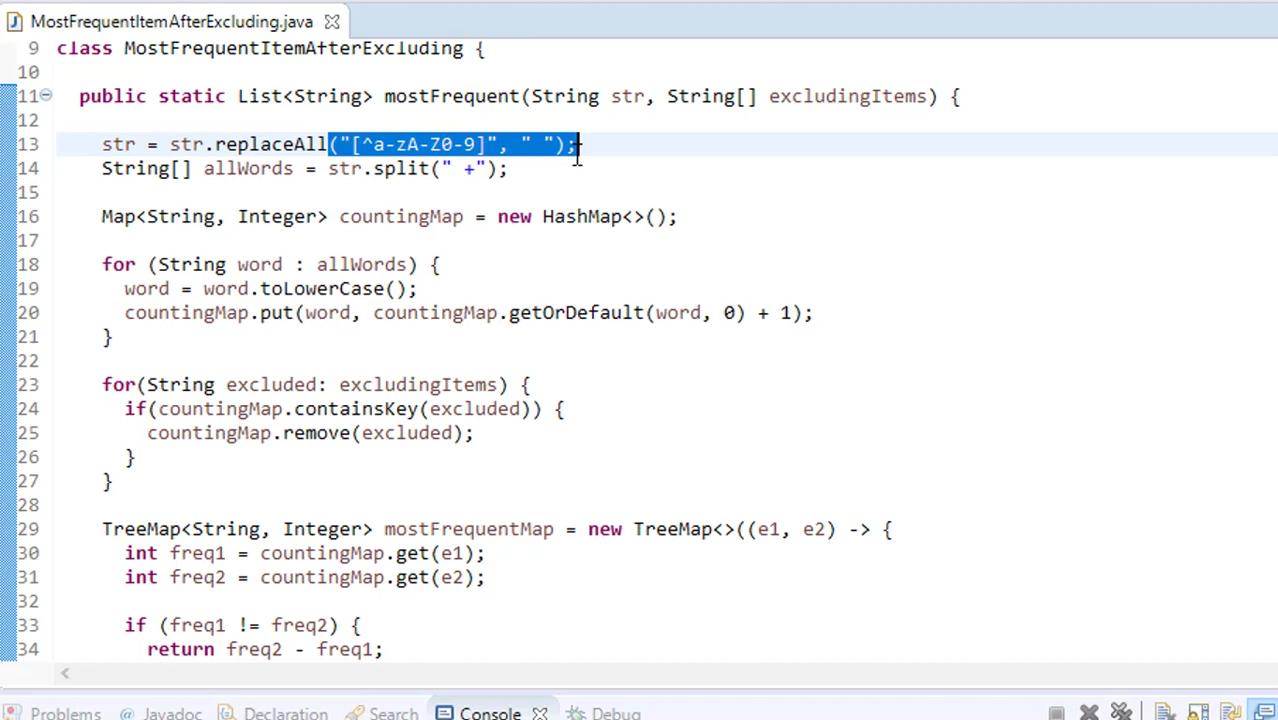 MostFrequentItemAfterExcluding.java
9 class MostFrequentItemAfterExcluding {
10
11 public static List<String> mostFrequent(String str, String[] excludingItems) {
12
13 str = str.replaceAll("[^a-zA-Z0-9]", " ");
14 String[] allWords = str.split(" +");
15
16 Map<String, Integer> countingMap = new HashMap<>();
17
18 for (String word : allWords) {
19 word = word.toLowerCase();
20 countingMap.put(word, countingMap.getOrDefault(word, 0) + 1);
21 }
22
23 for(String excluded: excludingItems) {
24 if(countingMap.containsKey(excluded)) {
25 countingMap.remove(excluded);
26 }
27 }
28
29 TreeMap<String, Integer> mostFrequentMap = new TreeMap<>((e1, e2) -> {
30 int freq1 = countingMap.get(e1);
31 int freq2 = countingMap.get(e2);
32
33 if (freq1 != freq2) {
34 return freq2 - freq1;
Problems @ Javadoc Declaration Search Console Debug